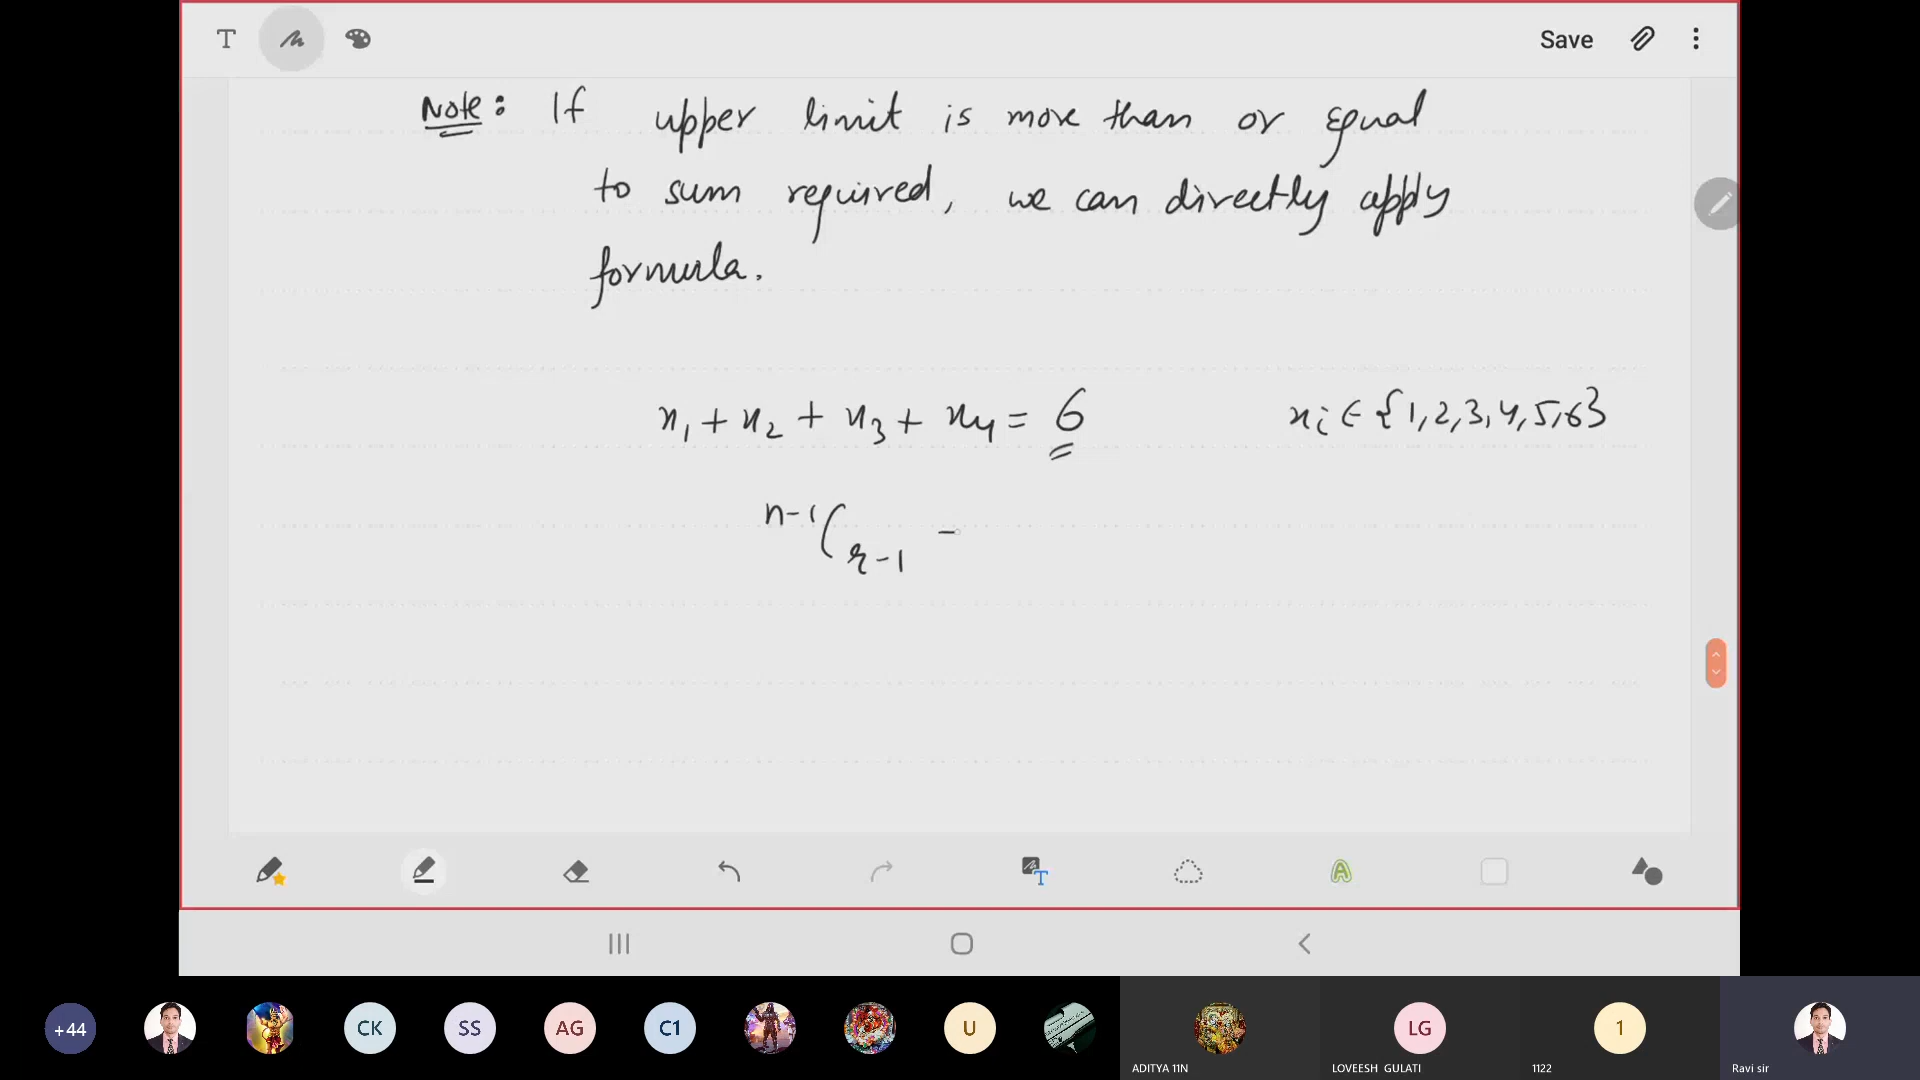 T Save
Note: If upper limit is more than or equal
to sum required, we can directly apply
formula.
x₁ + x₂ + x₃ + x₄ = 6 xᵢ ∈ {1,2,3,4,5,6}
ⁿ⁻¹C
r-1 -
T A
+44 CK SS AG C1 U LG 1
ADITYA 11N LOVEESH GULATI 1122 Ravi sir